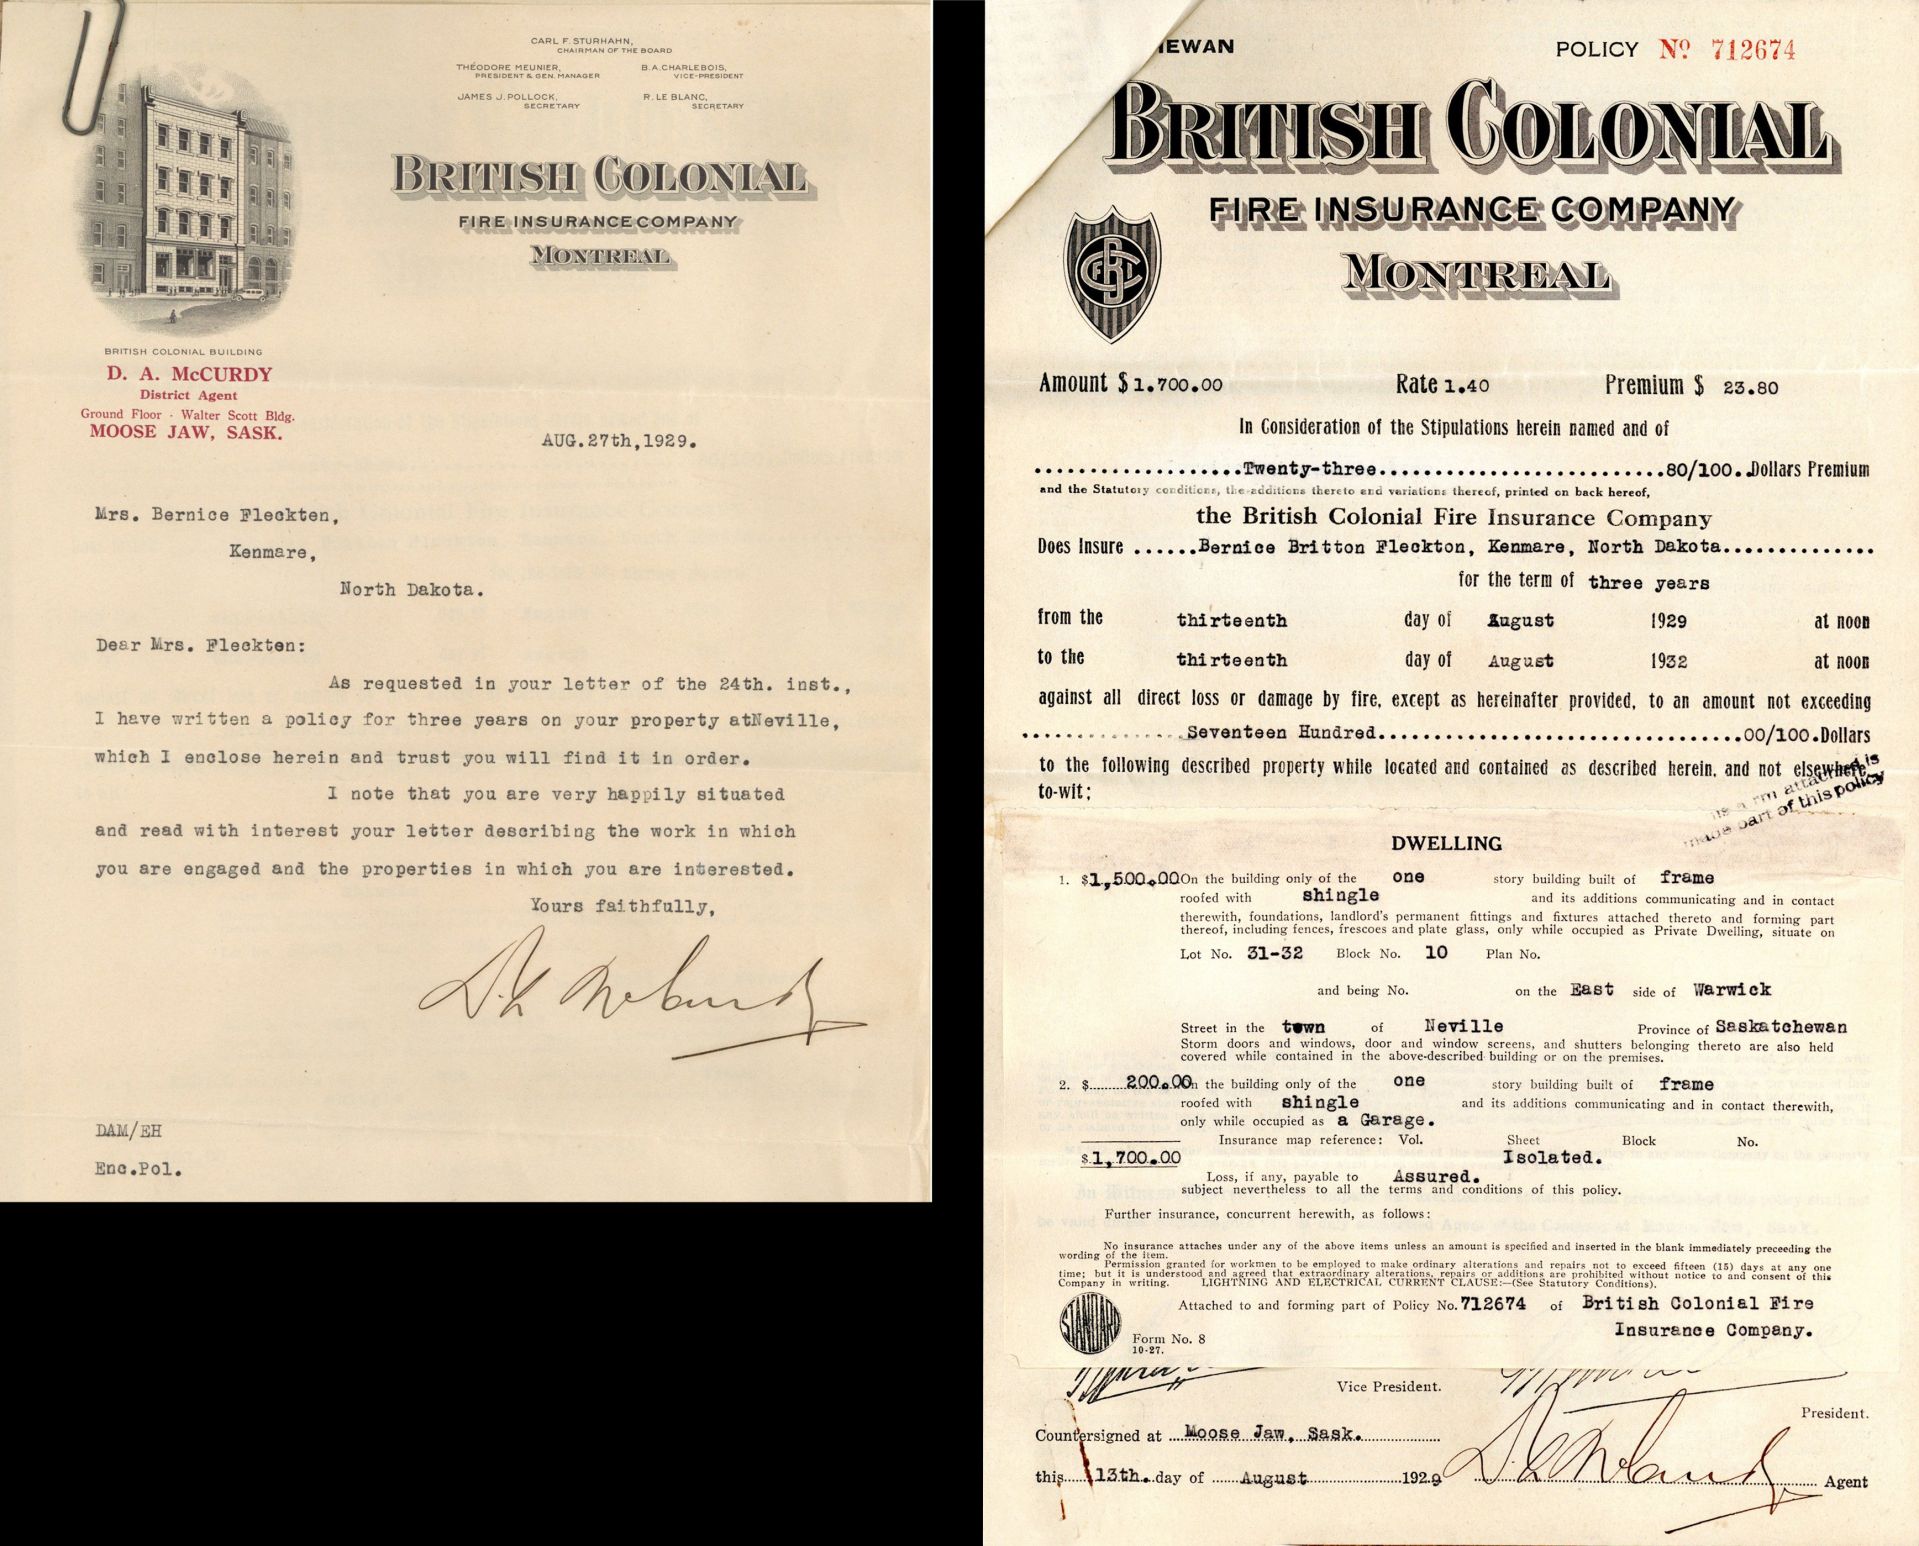 CARL F. STURHAHN,
CHAIRMAN OF THE BOARD
THÉODORE MEUNIER,
PRESIDENT & GEN. MANAGER
B.A.CHARLEBOIS,
VICE-PRESIDENT
JAMES J. POLLOCK,
SECRETARY
R. LE BLANC,
SECRETARY
BRITISH COLONIAL
FIRE INSURANCE COMPANY
MONTREAL
BRITISH COLONIAL BUILDING
D. A. McCURDY
District Agent
Ground Floor - Walter Scott Bldg.
MOOSE JAW, SASK.
AUG.27th,1929.
Mrs. Bernice Fleckten,
Kenmare,
North Dakota.
Dear Mrs. Fleckten:
As requested in your letter of the 24th. inst.,
I have written a policy for three years on your property atNeville,
which I enclose herein and trust you will find it in order.
I note that you are very happily situated
and read with interest your letter describing the work in which
you are engaged and the properties in which you are interested.
Yours faithfully,
DAM/EH
Enc.Pol.
HEWAN
POLICY Nº 712674
BRITISH COLONIAL
FIRE INSURANCE COMPANY
MONTREAL
Amount $1.700.00 Rate 1.40 Premium $ 23.80
In Consideration of the Stipulations herein named and of
Twenty-three 80/100 Dollars Premium
and the Statutory conditions, the additions thereto and variations thereof, printed on back hereof,
the British Colonial Fire Insurance Company
Does Insure ......Bernice Britton Fleckton, Kenmare, North Dakota...............
for the term of three years
from the thirteenth day of August 1929 at noon
to the thirteenth day of August 1932 at noon
against all direct loss or damage by fire, except as hereinafter provided, to an amount not exceeding
Seventeen Hundred 00/100 Dollars
to the following described property while located and contained as described herein, and not elsewhere
to-wit:
attached is
made part of this policy
DWELLING
1. $1,500.00 On the building only of the one story building built of frame
roofed with shingle and its additions communicating and in contact
therewith, foundations, landlord's permanent fittings and fixtures attached thereto and forming part
thereof, including fences, frescoes and plate glass, only while occupied as Private Dwelling, situate on
Lot No. 31-32 Block No. 10 Plan No.
and being No. on the East side of Warwick
Street in the town of Neville Province of Saskatchewan
Storm doors and windows, door and window screens, and shutters belonging thereto are also held
covered while contained in the above-described building or on the premises.
2. $ 200.00 On the building only of the one story building built of frame
roofed with shingle and its additions communicating and in contact therewith,
only while occupied as a Garage.
Insurance map reference: Vol. Sheet Block No.
$1,700.00 Isolated.
Loss, if any, payable to Assured.
subject nevertheless to all the terms and conditions of this policy.
Further insurance, concurrent herewith, as follows:
No insurance attaches under any of the above items unless an amount is specified and inserted in the blank immediately preceeding the
wording of the item.
Permission granted for workmen to be employed to make ordinary alterations and repairs not to exceed fifteen (15) days at any one
time; but it is understood and agreed that extraordinary alterations, repairs or additions are prohibited without notice to and consent of this
Company in writing. LIGHTNING AND ELECTRICAL CURRENT CLAUSE:—(See Statutory Conditions).
Attached to and forming part of Policy No. 712674 of British Colonial Fire
Insurance Company.
STANDARD
Form No. 8
10-27.
Vice President.
President.
Countersigned at Moose Jaw, Sask.
this 13th. day of August 1929 Agent